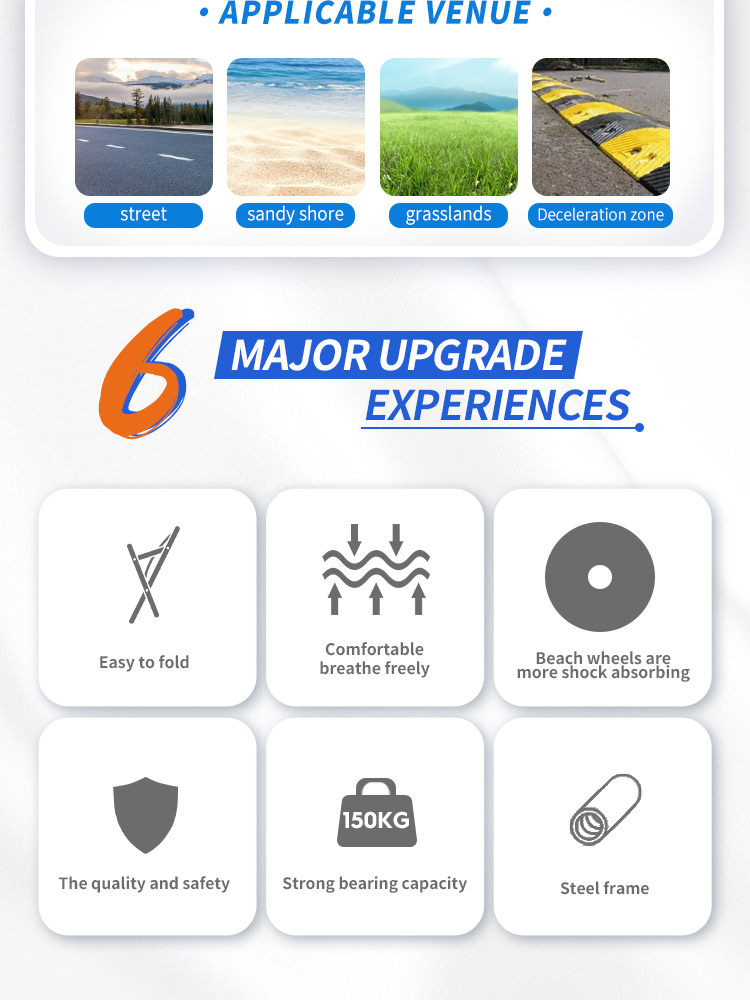 • APPLICABLE VENUE •
street
sandy shore
grasslands
Deceleration zone
6
MAJOR UPGRADE
EXPERIENCES
Easy to fold
Comfortable
breathe freely
Beach wheels are
more shock absorbing
The quality and safety
150KG
Strong bearing capacity
Steel frame